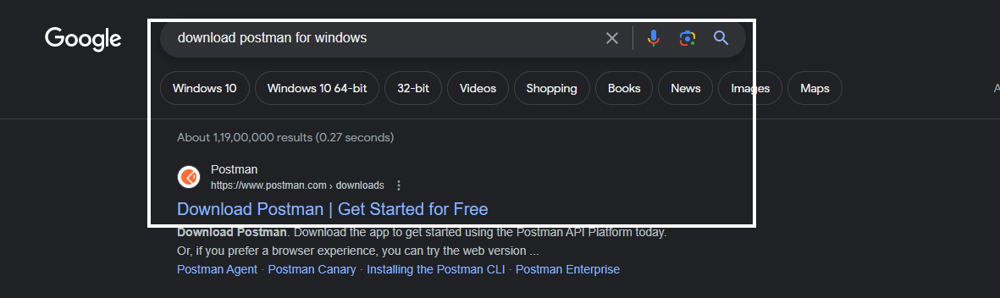 Google
download postman for windows
Windows 10 Windows 10 64-bit 32-bit Videos Shopping Books News Images Maps
About 1,19,00,000 results (0.27 seconds)
Postman
https://www.postman.com › downloads
Download Postman | Get Started for Free
Download Postman. Download the app to get started using the Postman API Platform today.
Or, if you prefer a browser experience, you can try the web version ...
Postman Agent · Postman Canary · Installing the Postman CLI · Postman Enterprise